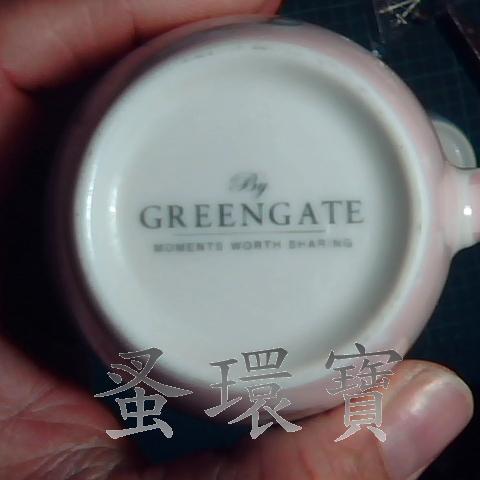 By
GREENGATE
MOMENTS WORTH SHARING
蚤環寶